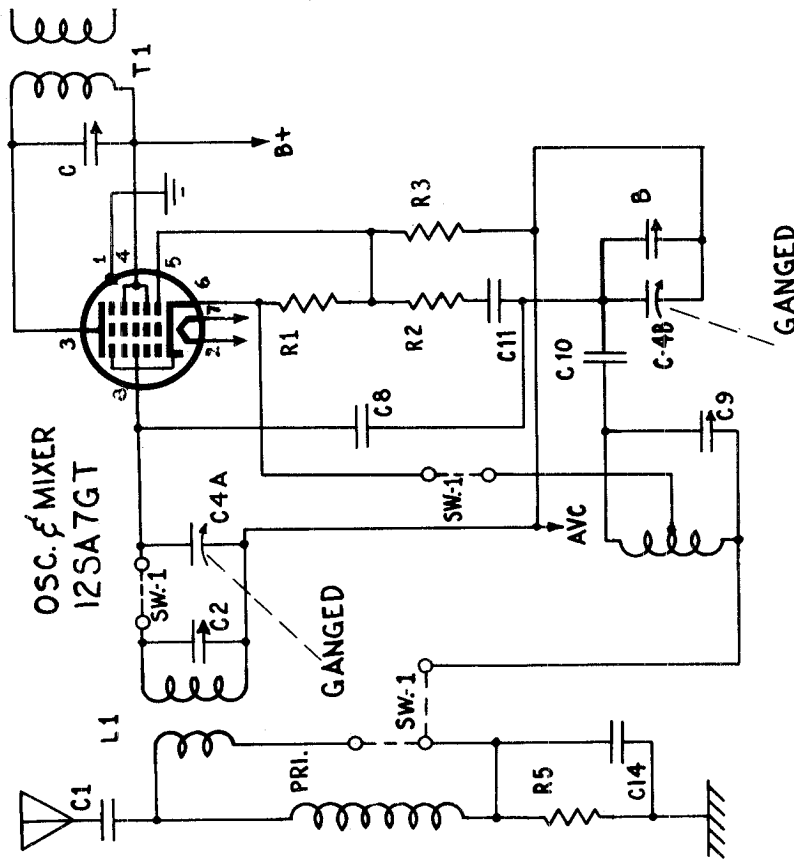 T1
C
B+
1
4
5
6
7
2
3
8
R3
R1
R2
C11
B
C-4B
GANGED
C10
C8
C9
OSC. & MIXER
12SA7GT
SW.-1
C4A
SW.-1
AVC
C2
GANGED
L1
SW.-1
PRI.
C1
R5
C14